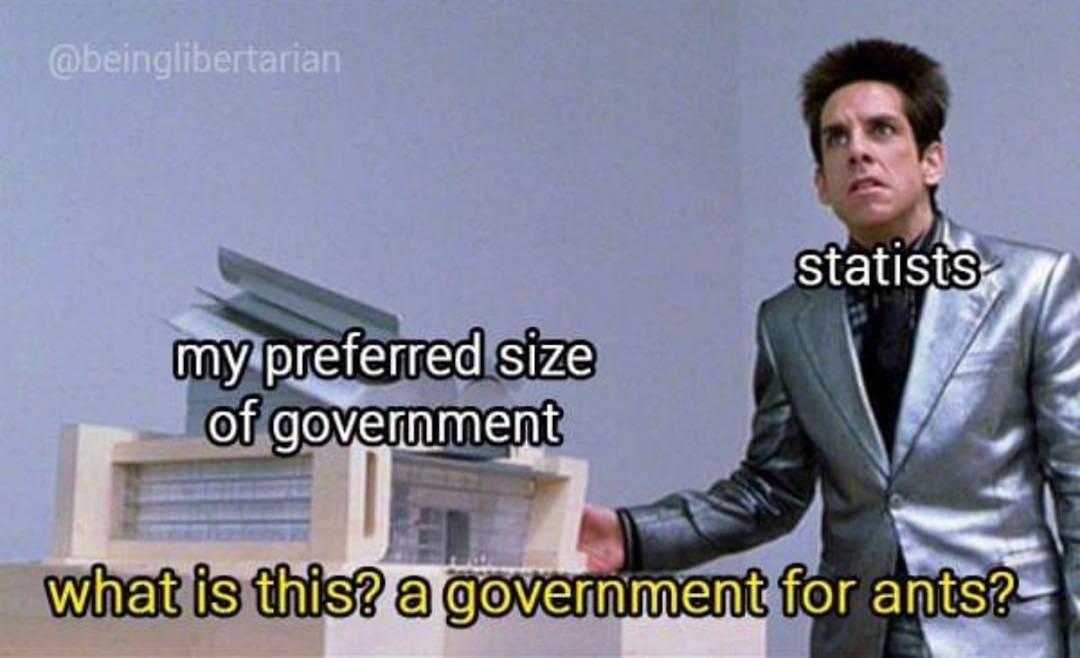 @beinglibertarian
statists
my preferred size
of government
what is this? a government for ants?